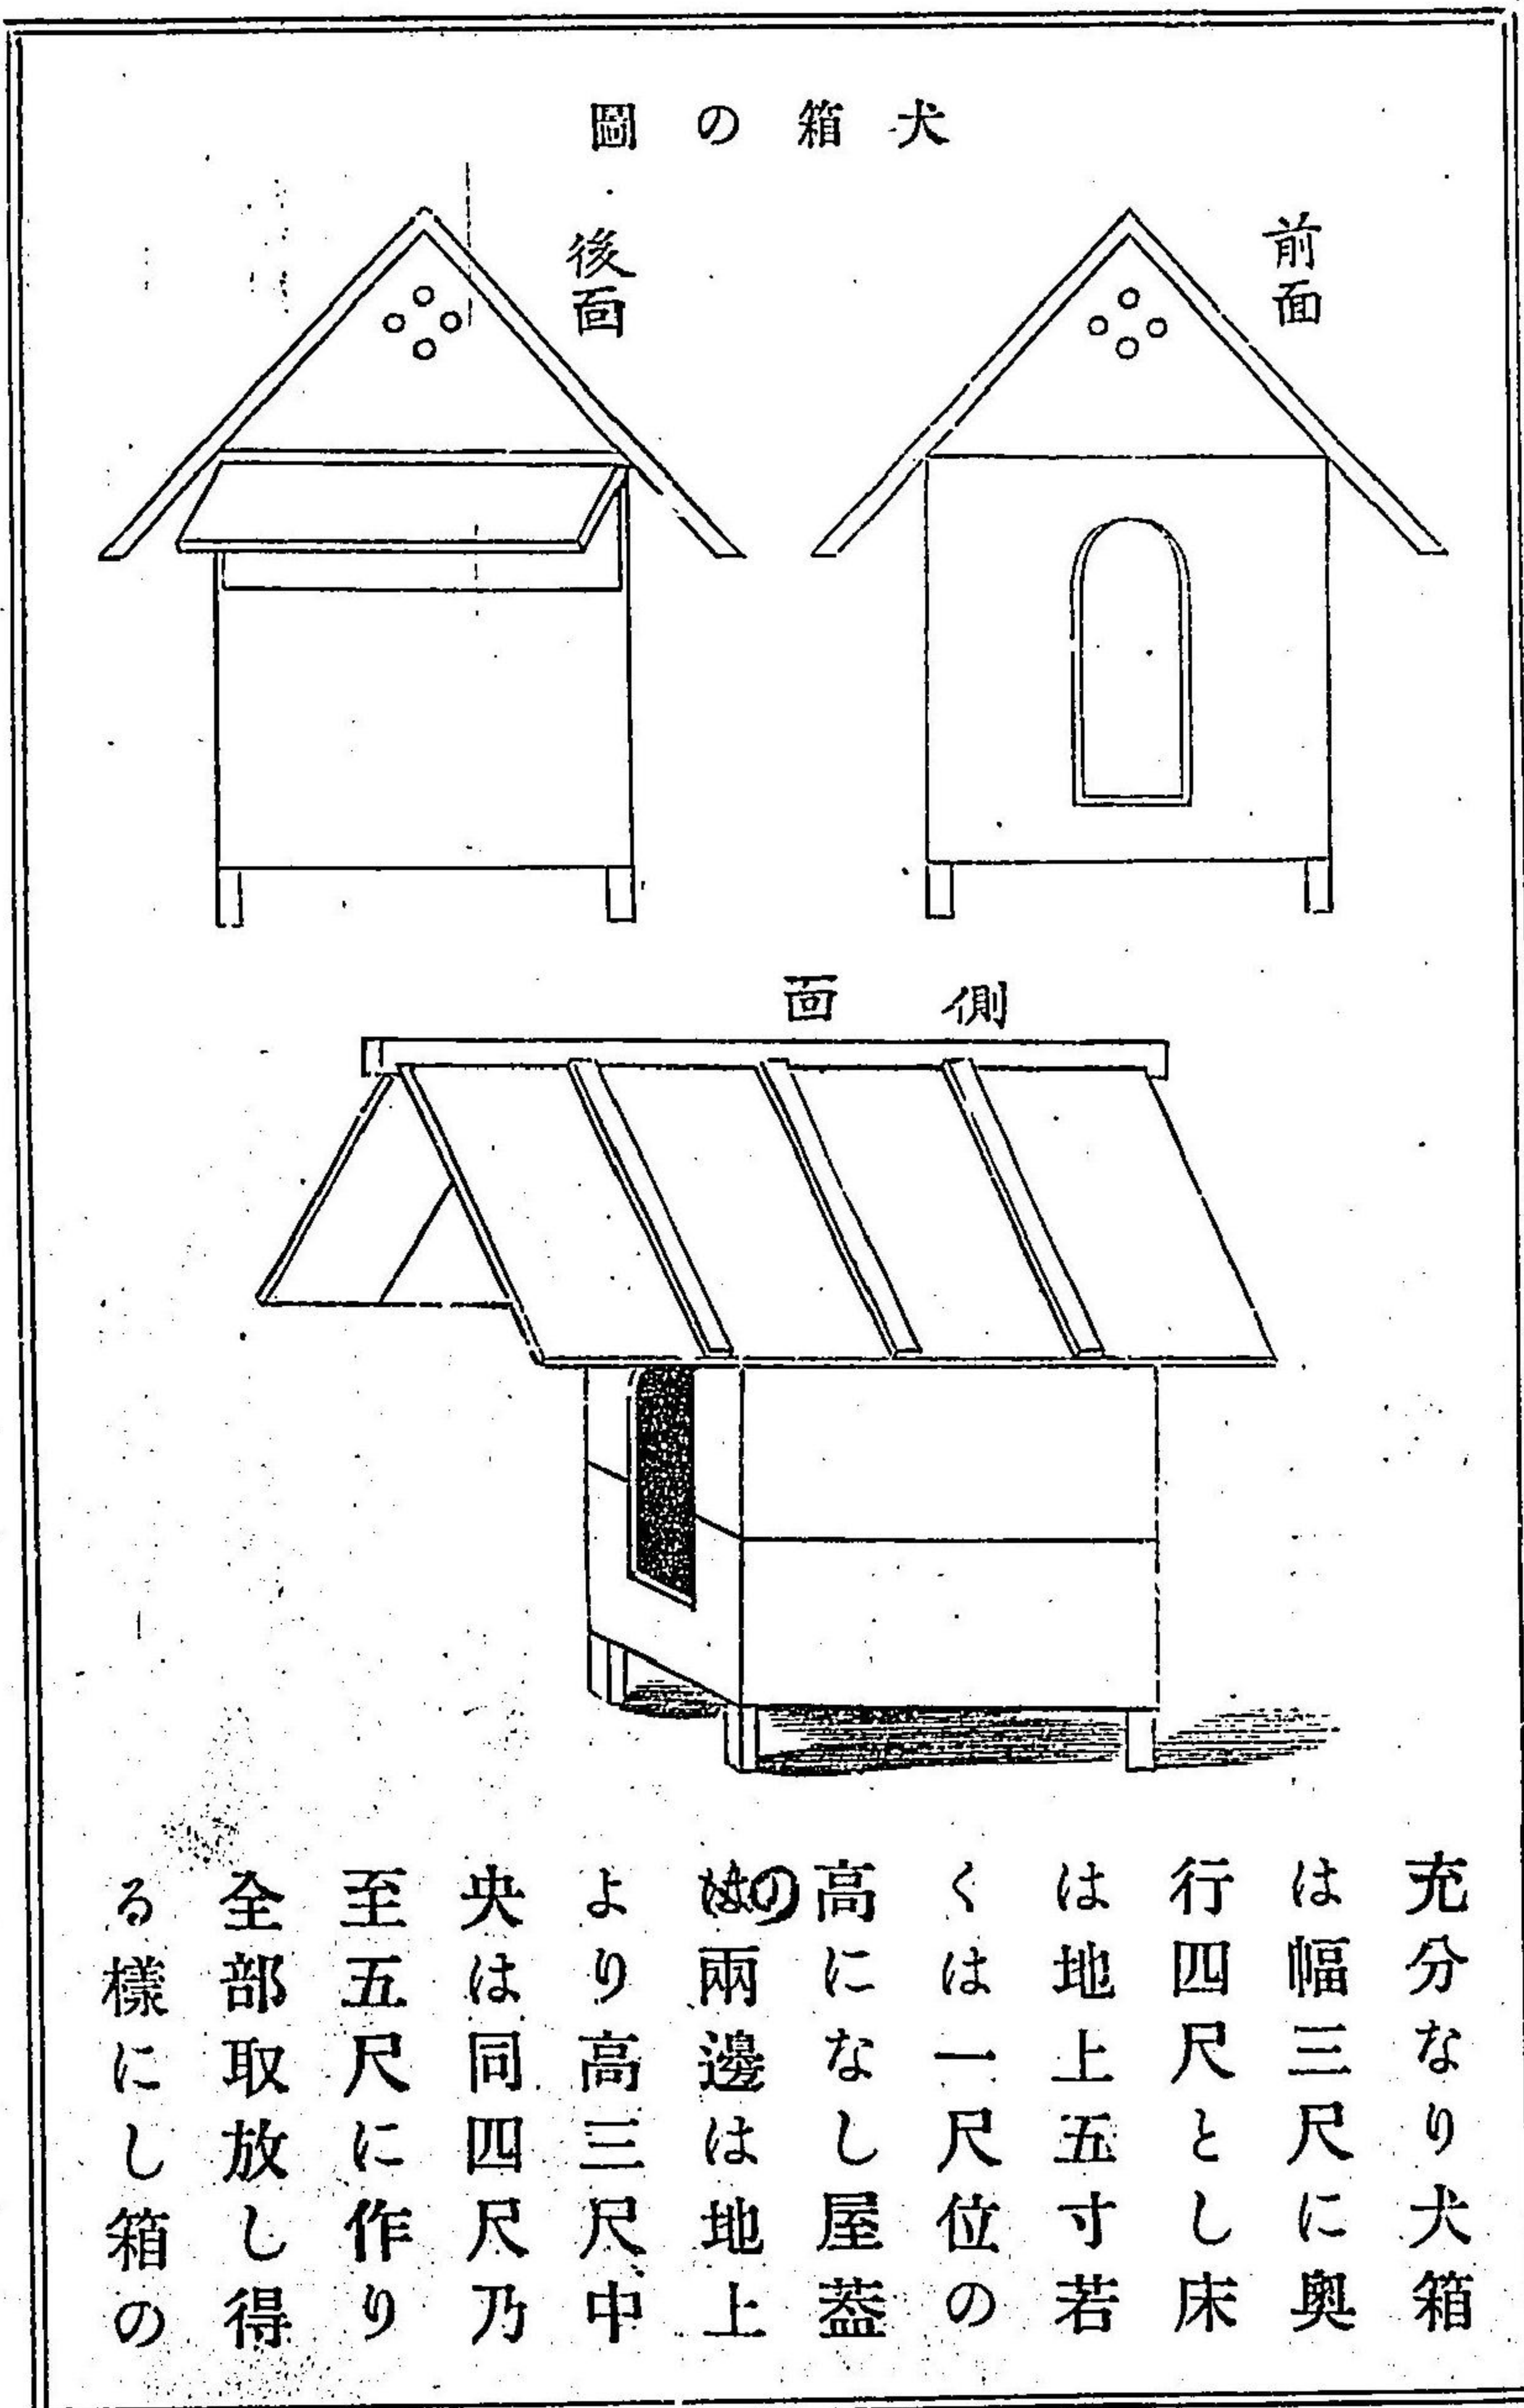 犬箱の圖
前面
後面
側面
充分なり犬箱
は幅三尺に奧
行四尺とし床
は地上五寸若
くは一尺位の
高になし屋蓋
の兩邊は地上
より高三尺中
央は同四尺乃
至五尺に作り
全部取放し得
る樣にし箱の